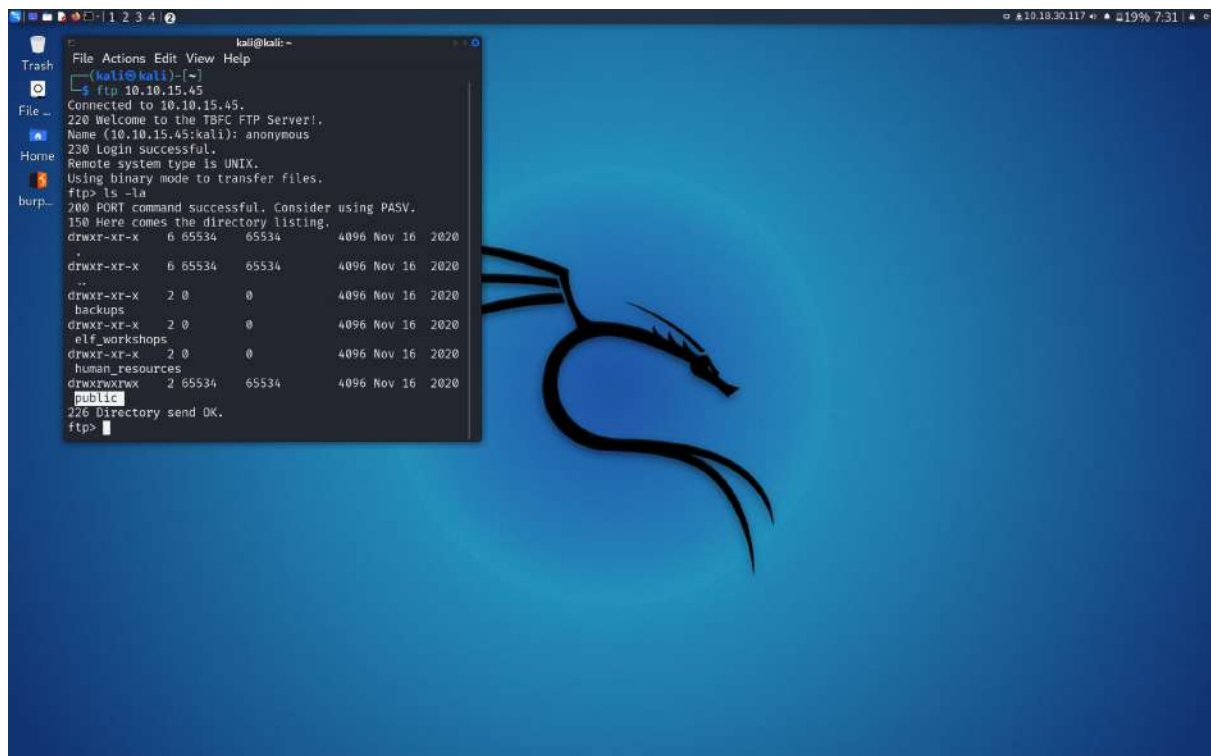 1 2 3 4 2
10.18.30.117 19% 7:31
Trash
File ...
Home
burp...
kali@kali: ~
File Actions Edit View Help
┌──(kali㉿kali)-[~]
└─$ ftp 10.10.15.45
Connected to 10.10.15.45.
220 Welcome to the TBFC FTP Server!.
Name (10.10.15.45:kali): anonymous
230 Login successful.
Remote system type is UNIX.
Using binary mode to transfer files.
ftp> ls -la
200 PORT command successful. Consider using PASV.
150 Here comes the directory listing.
drwxr-xr-x    6 65534    65534        4096 Nov 16  2020
.
drwxr-xr-x    6 65534    65534        4096 Nov 16  2020
..
drwxr-xr-x    2 0        0            4096 Nov 16  2020
backups
drwxr-xr-x    2 0        0            4096 Nov 16  2020
elf_workshops
drwxr-xr-x    2 0        0            4096 Nov 16  2020
human_resources
drwxrwxrwx    2 65534    65534        4096 Nov 16  2020
public
226 Directory send OK.
ftp>